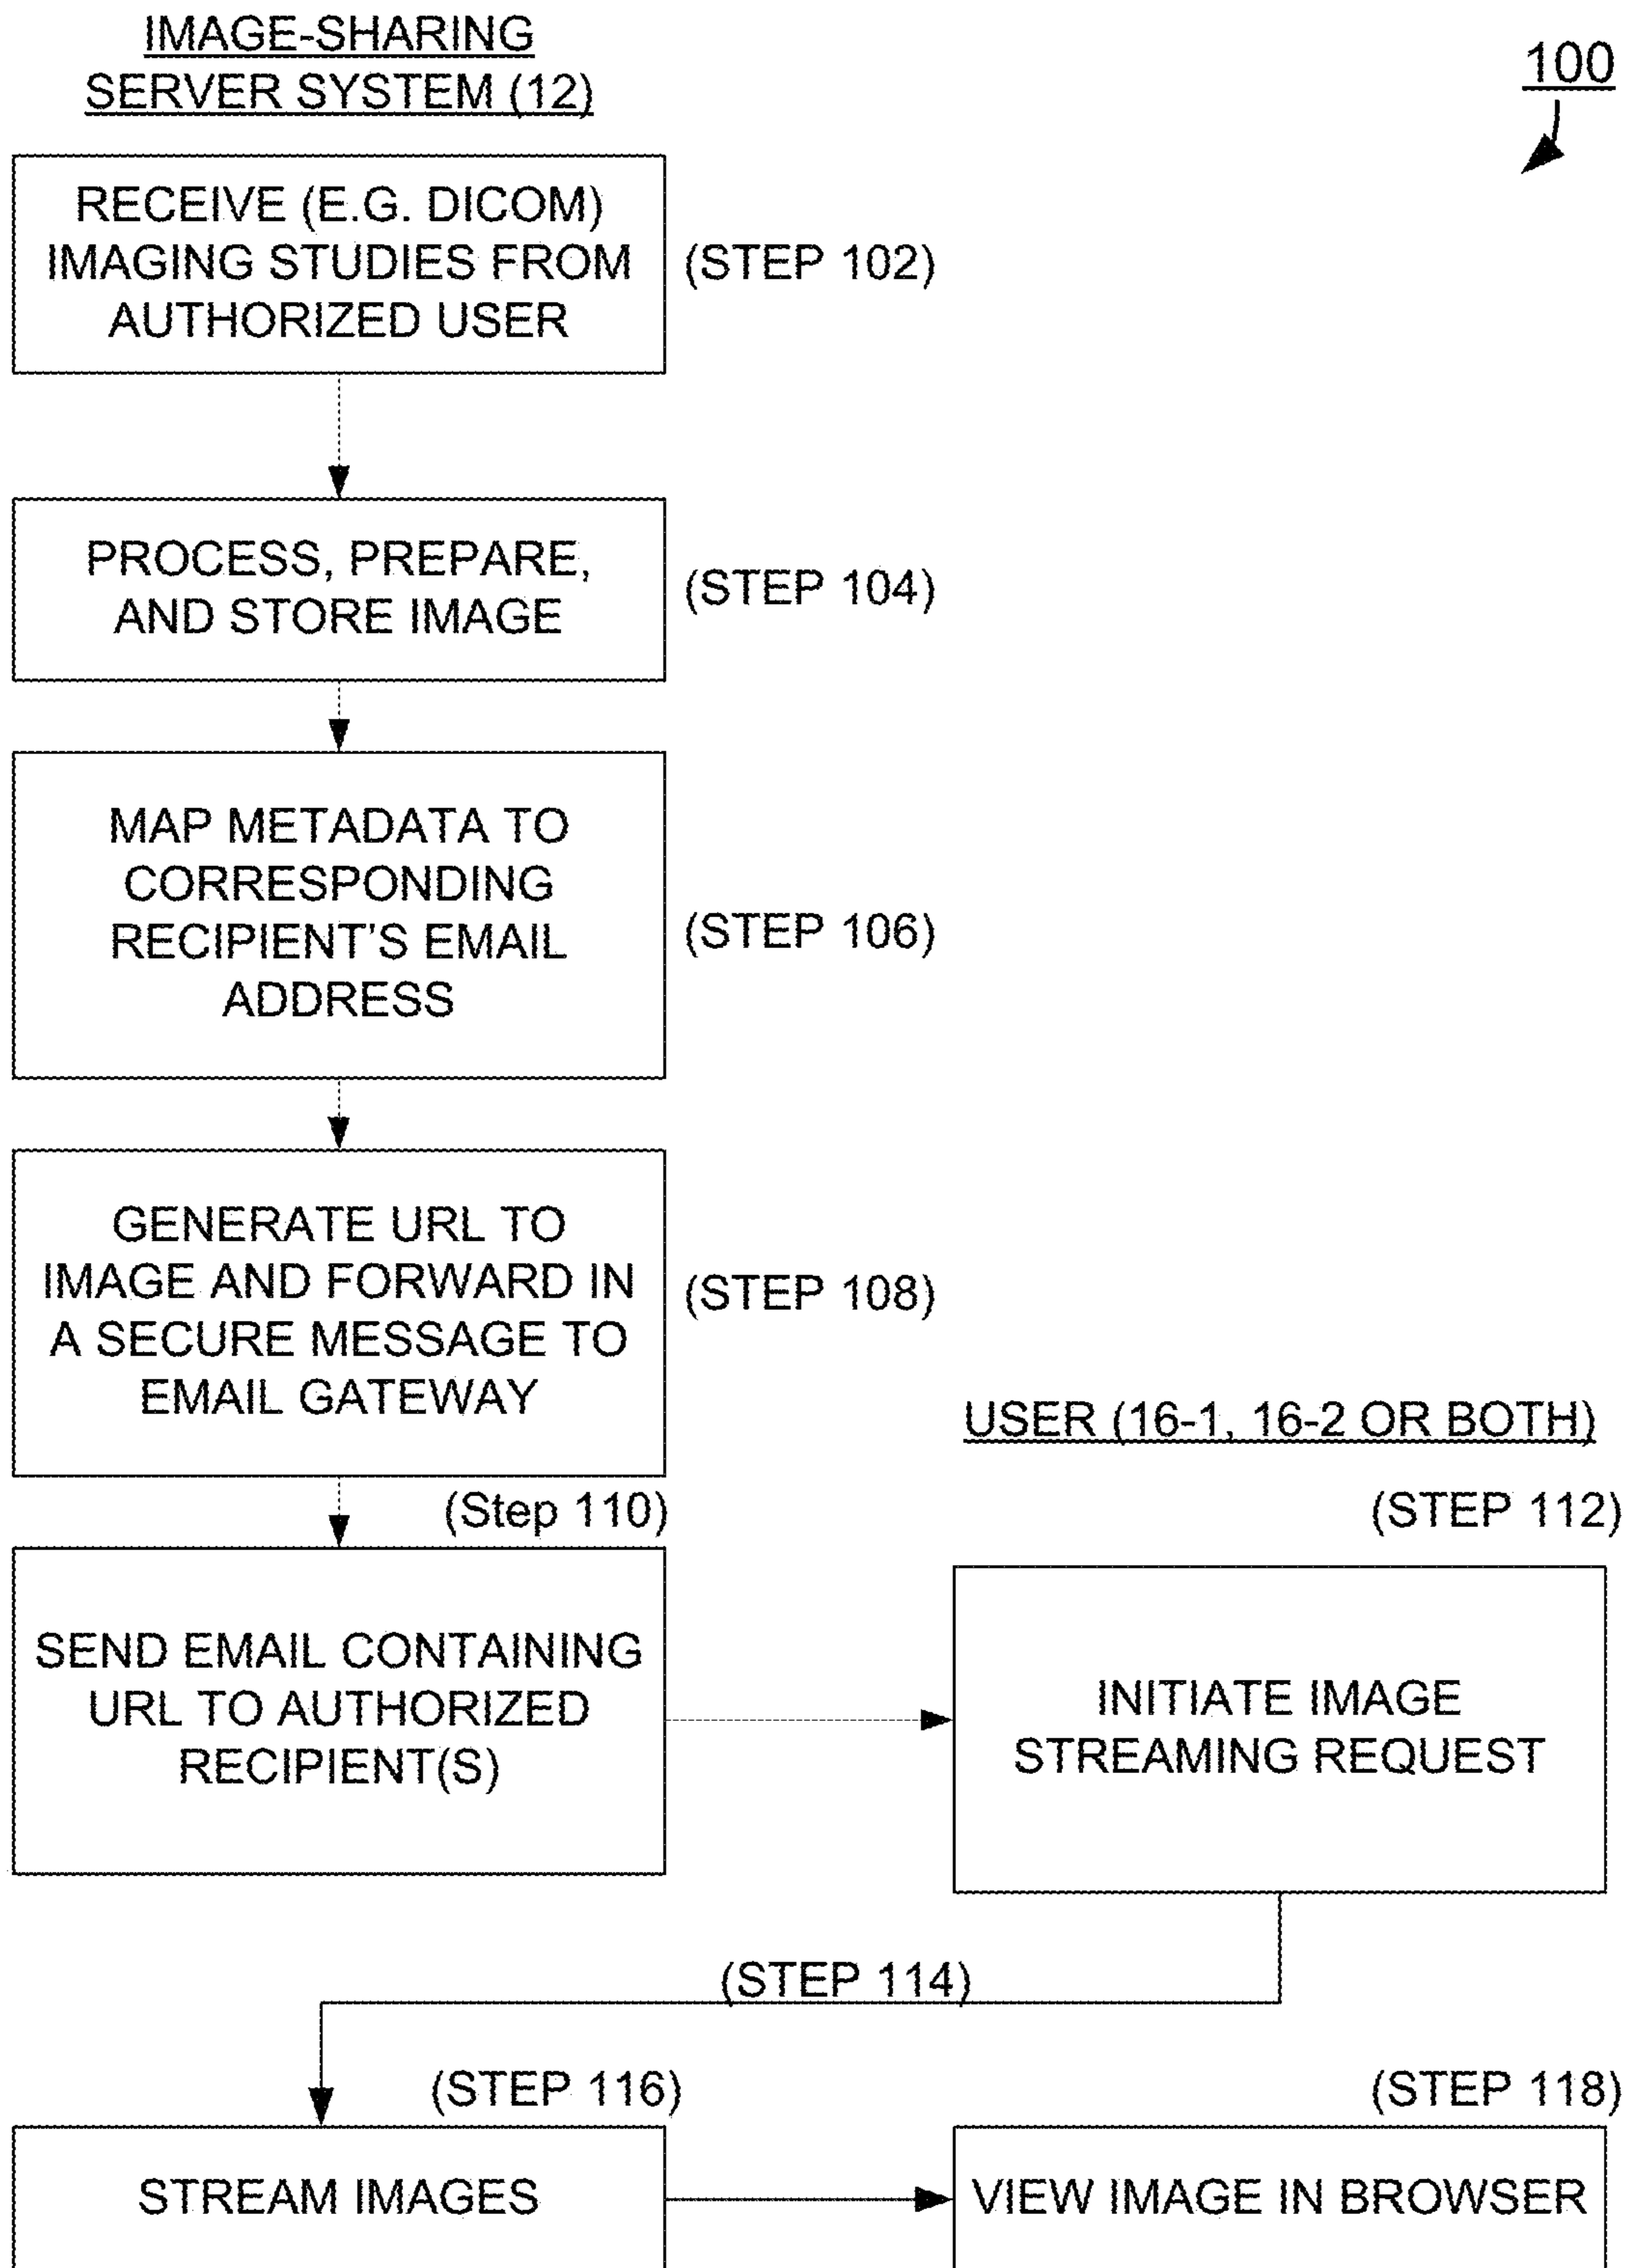 IMAGE-SHARING
SERVER SYSTEM (12)
100
RECEIVE (E.G. DICOM)
IMAGING STUDIES FROM
AUTHORIZED USER
(STEP 102)
PROCESS, PREPARE,
AND STORE IMAGE
(STEP 104)
MAP METADATA TO
CORRESPONDING
RECIPIENT'S EMAIL
ADDRESS
(STEP 106)
GENERATE URL TO
IMAGE AND FORWARD IN
A SECURE MESSAGE TO
EMAIL GATEWAY
(STEP 108)
USER (16-1, 16-2 OR BOTH)
(Step 110)
(STEP 112)
SEND EMAIL CONTAINING
URL TO AUTHORIZED
RECIPIENT(S)
INITIATE IMAGE
STREAMING REQUEST
(STEP 114)
(STEP 116)
(STEP 118)
STREAM IMAGES
VIEW IMAGE IN BROWSER